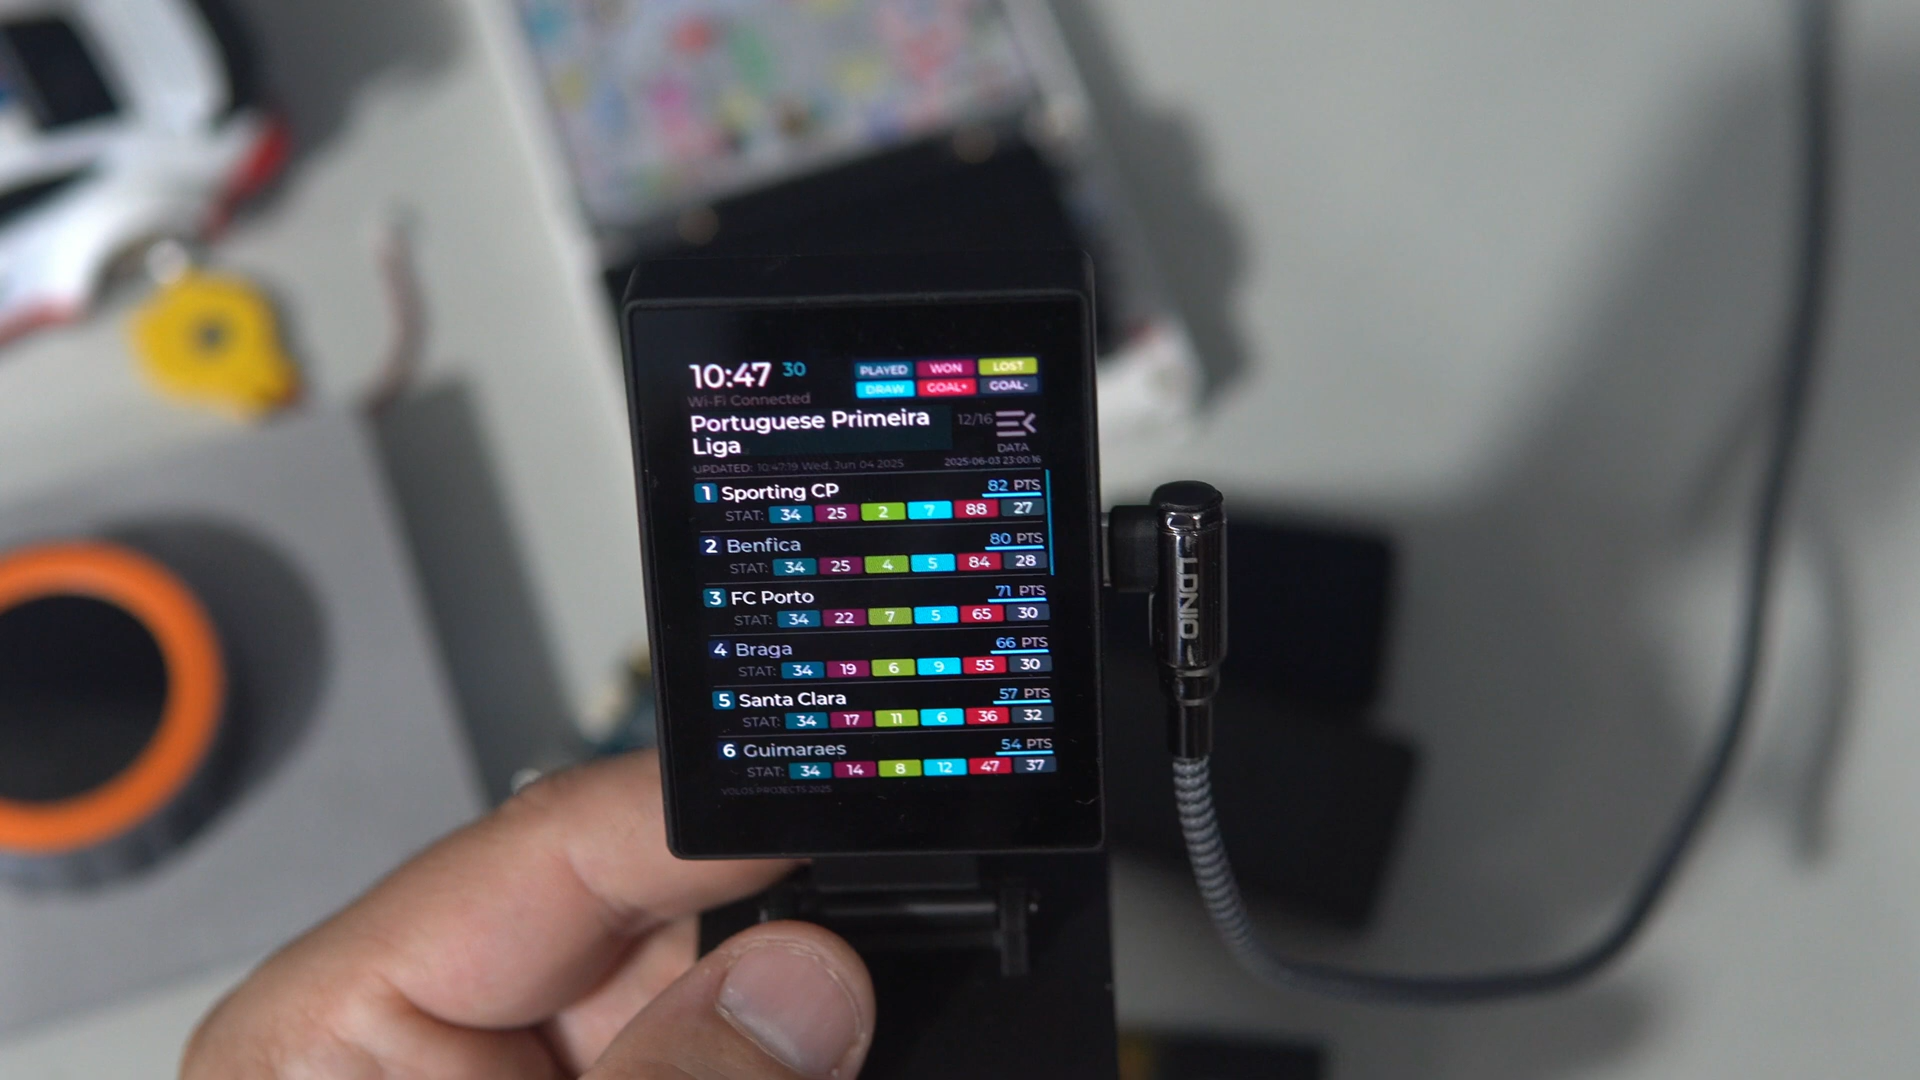 10:47 30
PLAYED WON LOST
DRAW GOAL+ GOAL-
Wi-Fi Connected
Portuguese Primeira
Liga
12/16
DATA
UPDATED: 10:47:19 Wed, Jun 04 2025 2025-06-03 23:00:16
1 Sporting CP 82 PTS
STAT: 34 25 2 7 88 27
2 Benfica 80 PTS
STAT: 34 25 4 5 84 28
3 FC Porto 71 PTS
STAT: 34 22 7 5 65 30
4 Braga 66 PTS
STAT: 34 19 6 9 55 30
5 Santa Clara 57 PTS
STAT: 34 17 11 6 36 32
6 Guimaraes 54 PTS
STAT: 34 14 8 12 47 37
VOLOS PROJECTS 2025
LDNIO